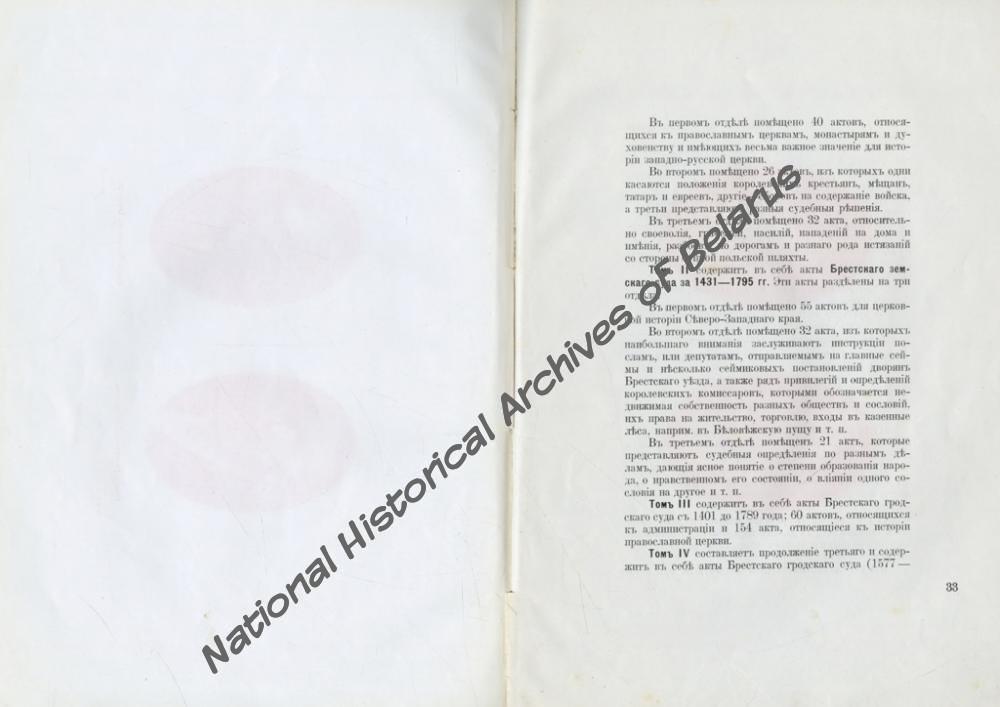 Въ первомъ отдѣлѣ помѣщено 40 актовъ, относя-
щихся къ православнымъ церквамъ, монастырямъ и ду-
ховенству и имѣющихъ весьма важное значеніе для исто-
ріи западно-русской церкви.
Во второмъ помѣщено 26 актовъ, изъ которыхъ одни
касаются положенія крестьянъ, мѣщанъ,
татаръ и евреевъ, другіе на содержаніе войска,
а третьи разныя судебныя рѣшенія.
Въ третьемъ помѣщено 32 акта, относитель-
но своеволія, насилій, нападеній на дома и
имѣнія, дорогамъ и разнаго рода истязаній
со стороны польской шляхты.
Томъ II содержитъ въ себѣ акты Брестскаго зем-
скаго суда за 1431—1795 гг. Эти акты раздѣлены на три
Въ первомъ отдѣлѣ помѣщено 55 актовъ для церков-
ной исторіи Сѣверо-Западнаго края.
Во второмъ отдѣлѣ помѣщено 32 акта, изъ которыхъ
наибольшаго вниманія заслуживаютъ инструкціи по-
сламъ, или депутатамъ, отправляемымъ на главные сей-
мы и нѣсколько сеймиковыхъ постановленій дворянъ
Брестскаго уѣзда, а также рядъ привилегій и опредѣленій
королевскихъ комиссаровъ, которыми обозначается не-
движимая собственность разныхъ обществъ и сословій,
ихъ права на жительство, торговлю, входы въ казенные
лѣса, наприм. въ Бѣловѣжскую пущу и т. п.
Въ третьемъ отдѣлѣ помѣщенъ 21 актъ, которые
представляютъ судебныя опредѣленія по разнымъ дѣ-
ламъ, дающія ясное понятіе о степени образованія наро-
да, о нравственномъ его состояніи, о вліяніи одного со-
словія на другое и т. п.
Томъ III содержитъ въ себѣ акты Брестскаго грод-
скаго суда съ 1401 до 1789 года; 60 актовъ, относящихся
къ администраціи и 154 акта, относящіеся къ исторіи
православной церкви.
Томъ IV составляетъ продолженіе третьяго и содер-
житъ въ себѣ акты Брестскаго гродскаго суда (1577 —
33
National Historical Archives of Belarus